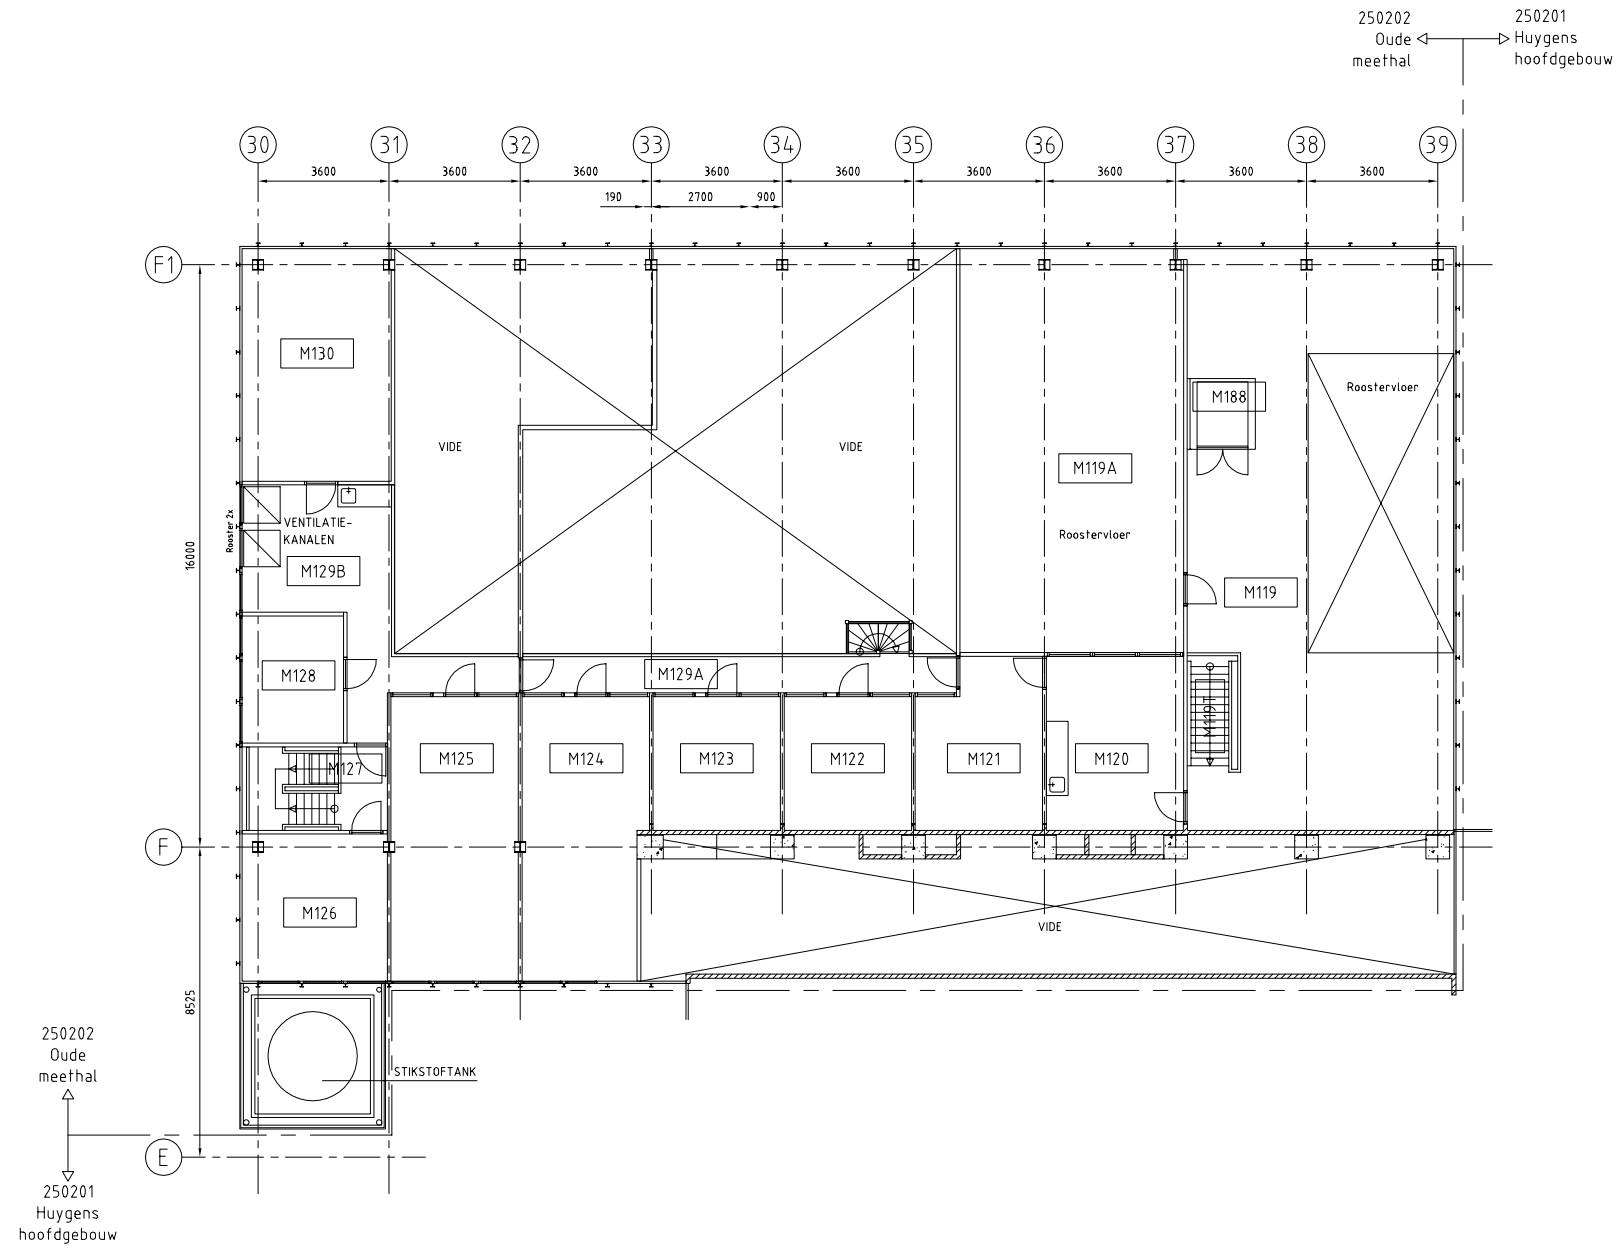 250202
Oude
meethal
250201
Huygens
hoofdgebouw
30 31 32 33 34 35 36 37 38 39
3600 3600 3600 3600 3600 3600 3600 3600 3600
190 2700 900
F1
M130
Roostervloer
M188
VIDE VIDE
M119A
Rooster 2x
VENTILATIE-
KANALEN
Roostervloer
16000
M129B
M119
M128
M129A
M119T
M125 M124 M123 M122 M121 M120
M127
F
M126
VIDE
8525
250202
Oude
meethal
STIKSTOFTANK
E
250201
Huygens
hoofdgebouw